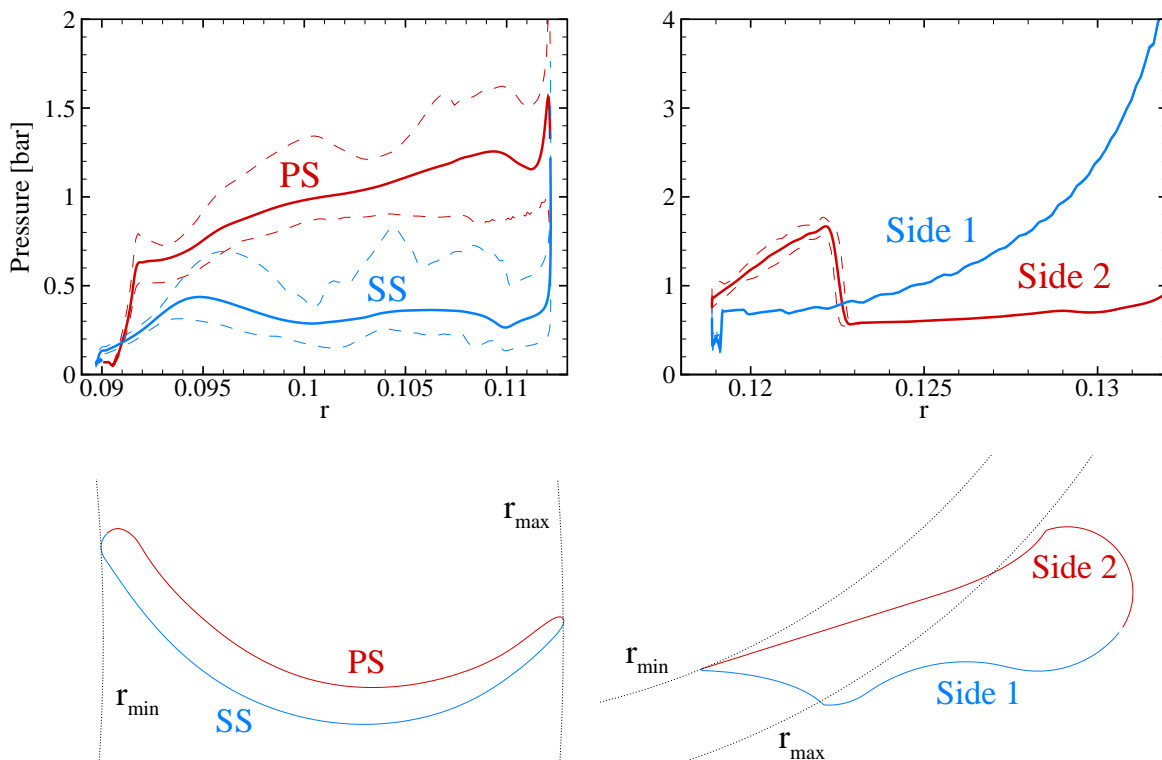 2
1.5
1
0.5
0
Pressure [bar]
PS
SS
0.09
0.095
0.1
0.105
0.11
r
4
3
2
1
0
Side 1
Side 2
0.12
0.125
0.13
r
r_min
r_max
PS
SS
r_min
r_max
Side 2
Side 1